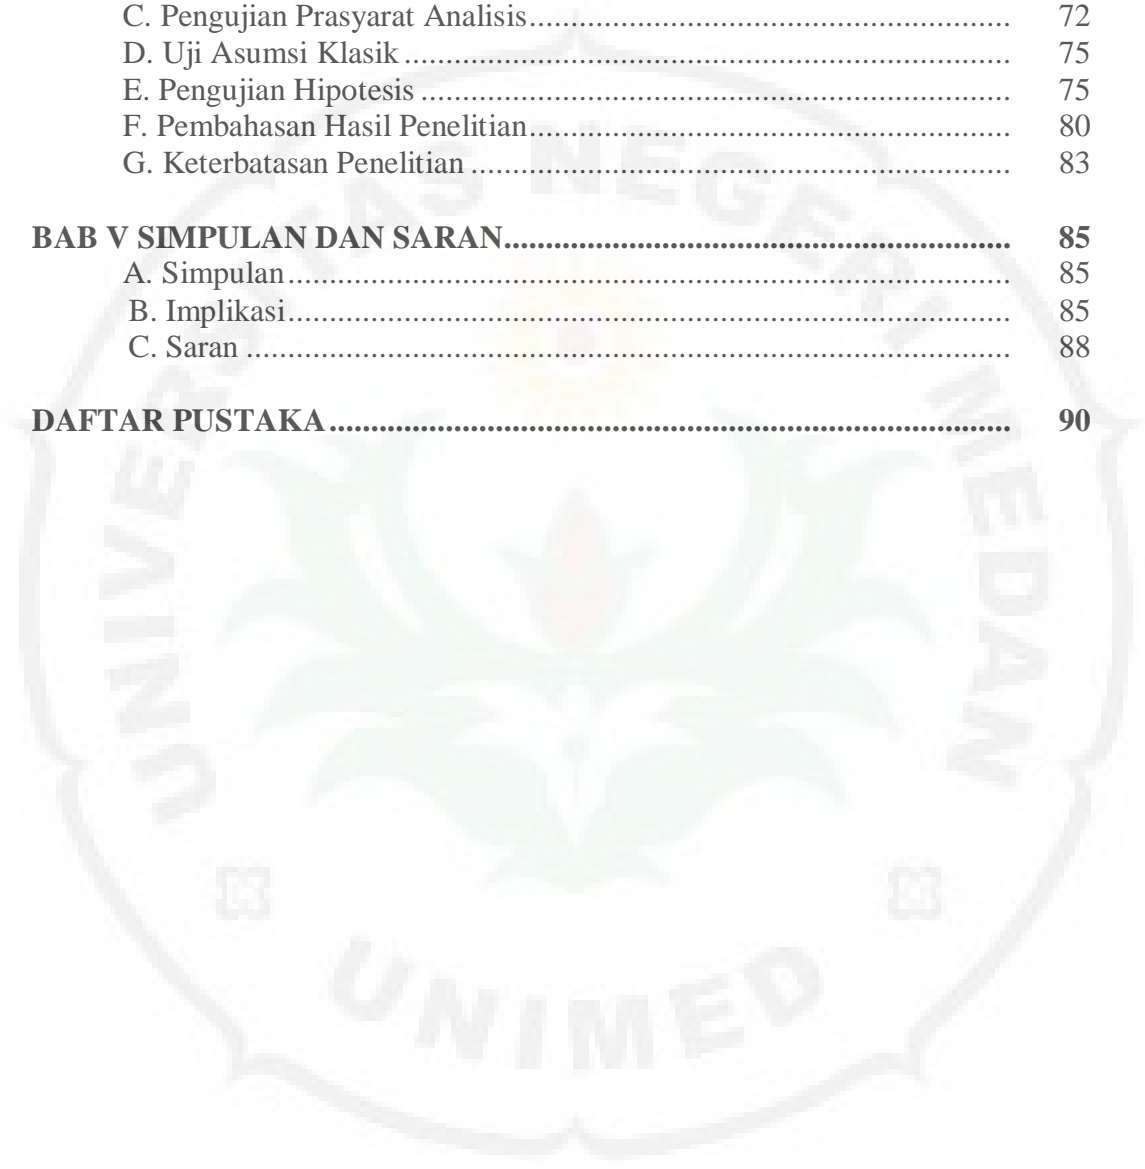 C. Pengujian Prasyarat Analisis.................................................................. 72
D. Uji Asumsi Klasik .................................................................................. 75
E. Pengujian Hipotesis ................................................................................ 75
F. Pembahasan Hasil Penelitian.................................................................. 80
G. Keterbatasan Penelitian ......................................................................... 83
BAB V SIMPULAN DAN SARAN................................................................ 85
A. Simpulan................................................................................................. 85
B. Implikasi................................................................................................. 85
C. Saran ...................................................................................................... 88
DAFTAR PUSTAKA...................................................................................... 90
UNIVERSITAS NEGERI MEDAN
UNIMED